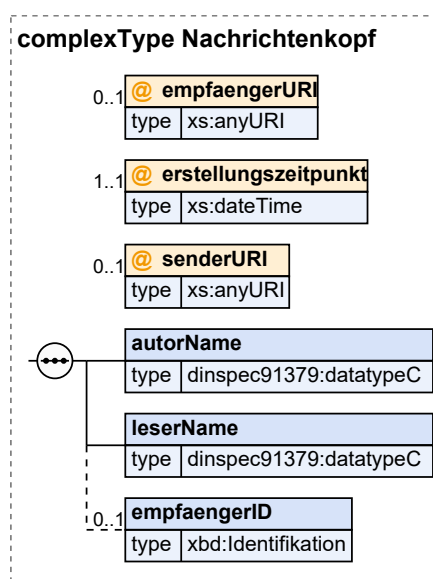 complexType Nachrichtenkopf
0..1 @ empfaengerURI
type xs:anyURI
1..1 @ erstellungszeitpunkt
type xs:dateTime
0..1 @ senderURI
type xs:anyURI
autorName
type dinspec91379:datatypeC
leserName
type dinspec91379:datatypeC
0..1 empfaengerID
type xbd:Identifikation